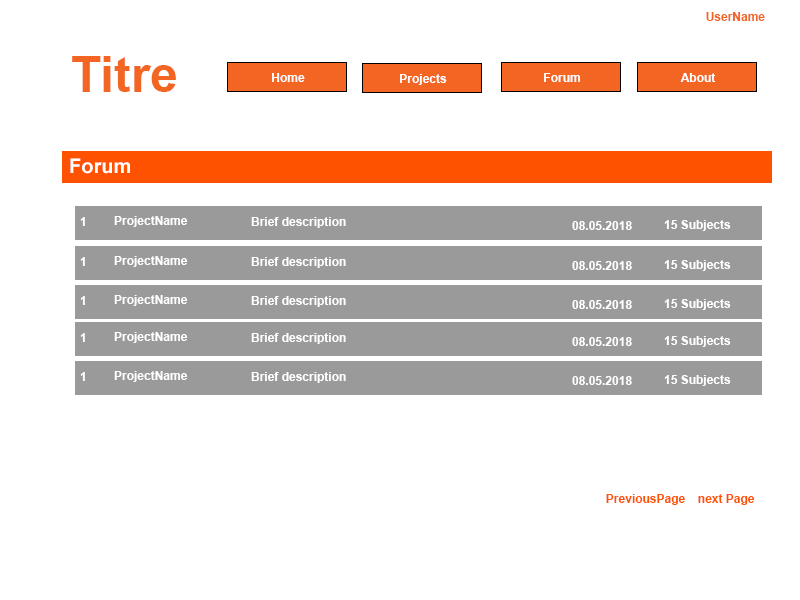 UserName
Titre
Home Projects Forum About
Forum
1 ProjectName Brief description 08.05.2018 15 Subjects
1 ProjectName Brief description 08.05.2018 15 Subjects
1 ProjectName Brief description 08.05.2018 15 Subjects
1 ProjectName Brief description 08.05.2018 15 Subjects
1 ProjectName Brief description 08.05.2018 15 Subjects
PreviousPage next Page